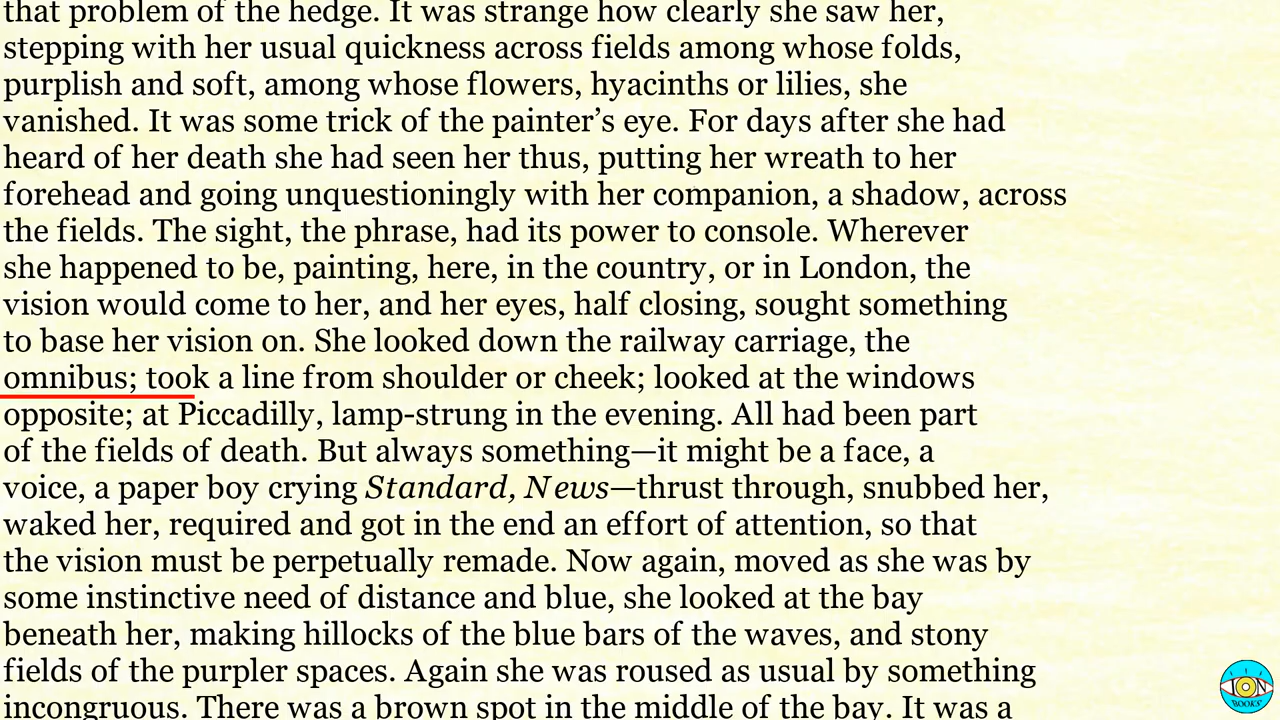 that problem of the hedge. It was strange how clearly she saw her,
stepping with her usual quickness across fields among whose folds,
purplish and soft, among whose flowers, hyacinths or lilies, she
vanished. It was some trick of the painter’s eye. For days after she had
heard of her death she had seen her thus, putting her wreath to her
forehead and going unquestioningly with her companion, a shadow, across
the fields. The sight, the phrase, had its power to console. Wherever
she happened to be, painting, here, in the country, or in London, the
vision would come to her, and her eyes, half closing, sought something
to base her vision on. She looked down the railway carriage, the
omnibus; took a line from shoulder or cheek; looked at the windows
opposite; at Piccadilly, lamp-strung in the evening. All had been part
of the fields of death. But always something—it might be a face, a
voice, a paper boy crying Standard, News—thrust through, snubbed her,
waked her, required and got in the end an effort of attention, so that
the vision must be perpetually remade. Now again, moved as she was by
some instinctive need of distance and blue, she looked at the bay
beneath her, making hillocks of the blue bars of the waves, and stony
fields of the purpler spaces. Again she was roused as usual by something
incongruous. There was a brown spot in the middle of the bay. It was a
ION
BOOKS